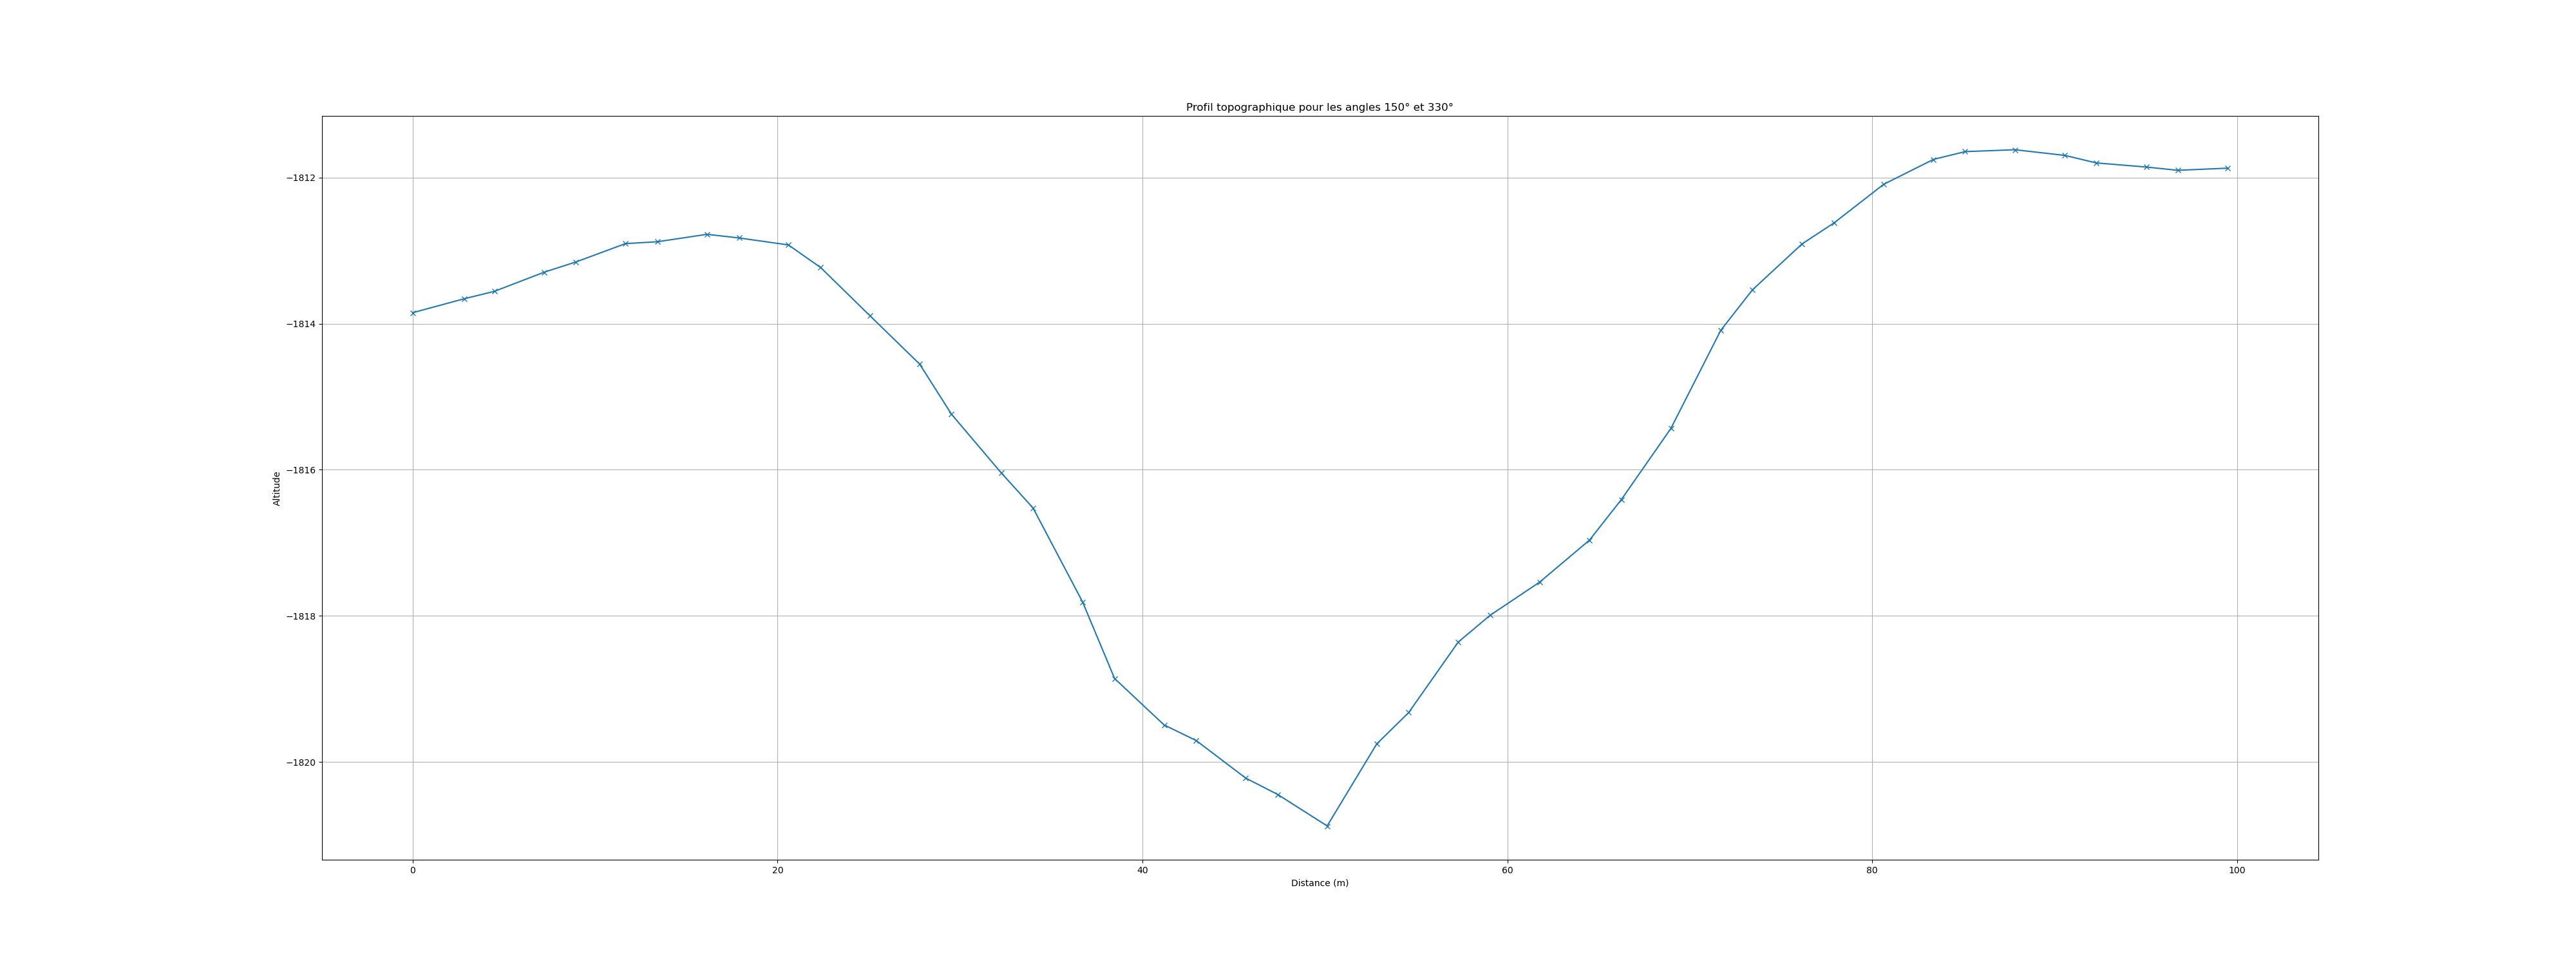 Profil topographique pour les angles 150° et 330°
Altitude
−1812
−1814
−1816
−1818
−1820
0 20 40 60 80 100
Distance (m)